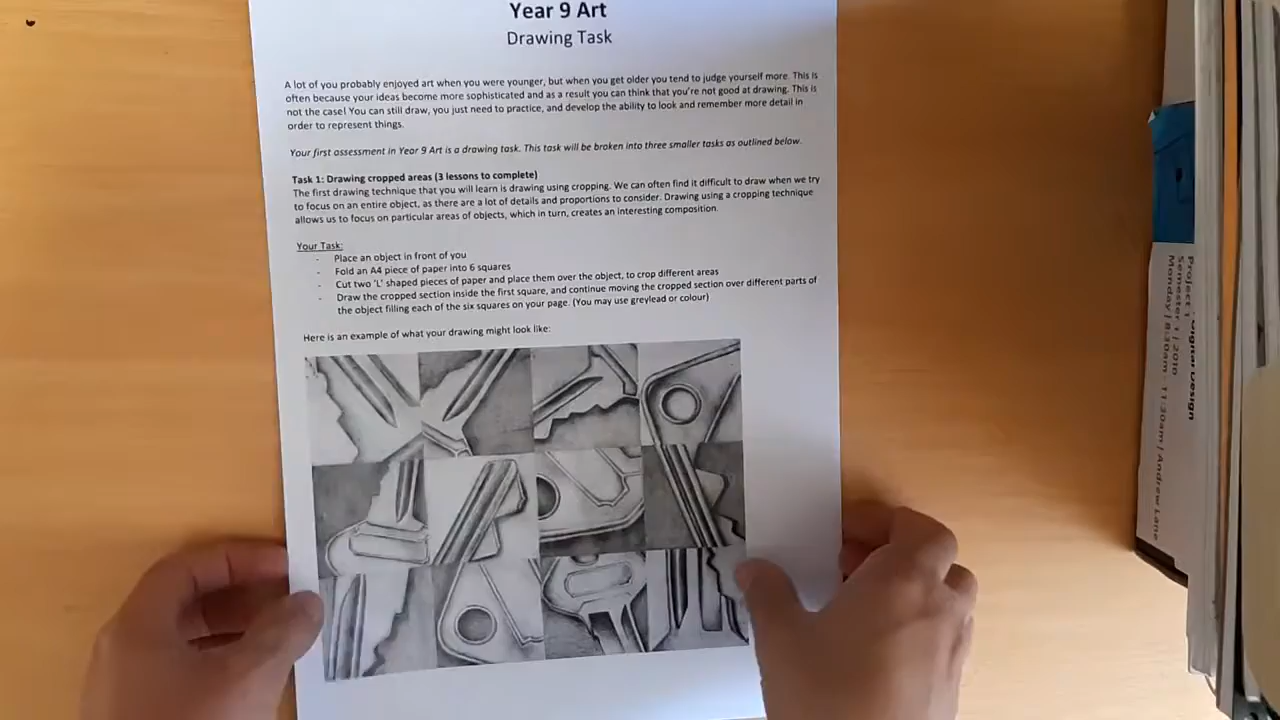 Year 9 Art
Drawing Task
A lot of you probably enjoyed art when you were younger, but when you get older you tend to judge yourself more. This is
often because your ideas become more sophisticated and as a result you can think that you're not good at drawing. This is
not the case! You can still draw, you just need to practice, and develop the ability to look and remember more detail in
order to represent things.
Your first assessment in Year 9 Art is a drawing task. This task will be broken into three smaller tasks as outlined below.
Task 1: Drawing cropped areas (3 lessons to complete)
The first drawing technique that you will learn is drawing using cropping. We can often find it difficult to draw when we try
to focus on an entire object, as there are a lot of details and proportions to consider. Drawing using a cropping technique
allows us to focus on particular areas of objects, which in turn, creates an interesting composition.
Your Task:
- Place an object in front of you
- Fold an A4 piece of paper into 6 squares
- Cut two 'L' shaped pieces of paper and place them over the object, to crop different areas
- Draw the cropped section inside the first square, and continue moving the cropped section over different parts of
the object filling each of the six squares on your page. (You may use greylead or colour)
Here is an example of what your drawing might look like:
Project 1 Digital Design
Semester 1 | 2010
Monday | 8:30am - 11:30am | Andrew Lane